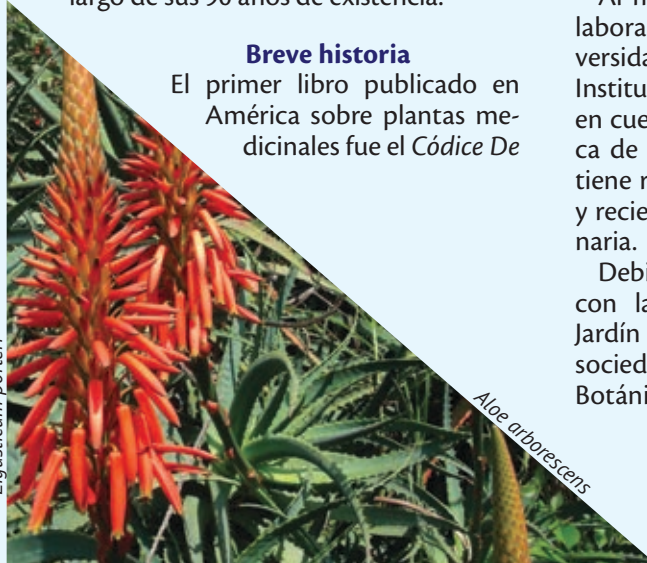 largo de sus 90 años de existencia.
Breve historia
El primer libro publicado en
América sobre plantas me-
dicinales fue el Códice De
Aloe arborescens
labora
versida
Institu
en cue
ca de
tiene
y recie
naria.
Debi
con la
Jardín
socied
Botáni